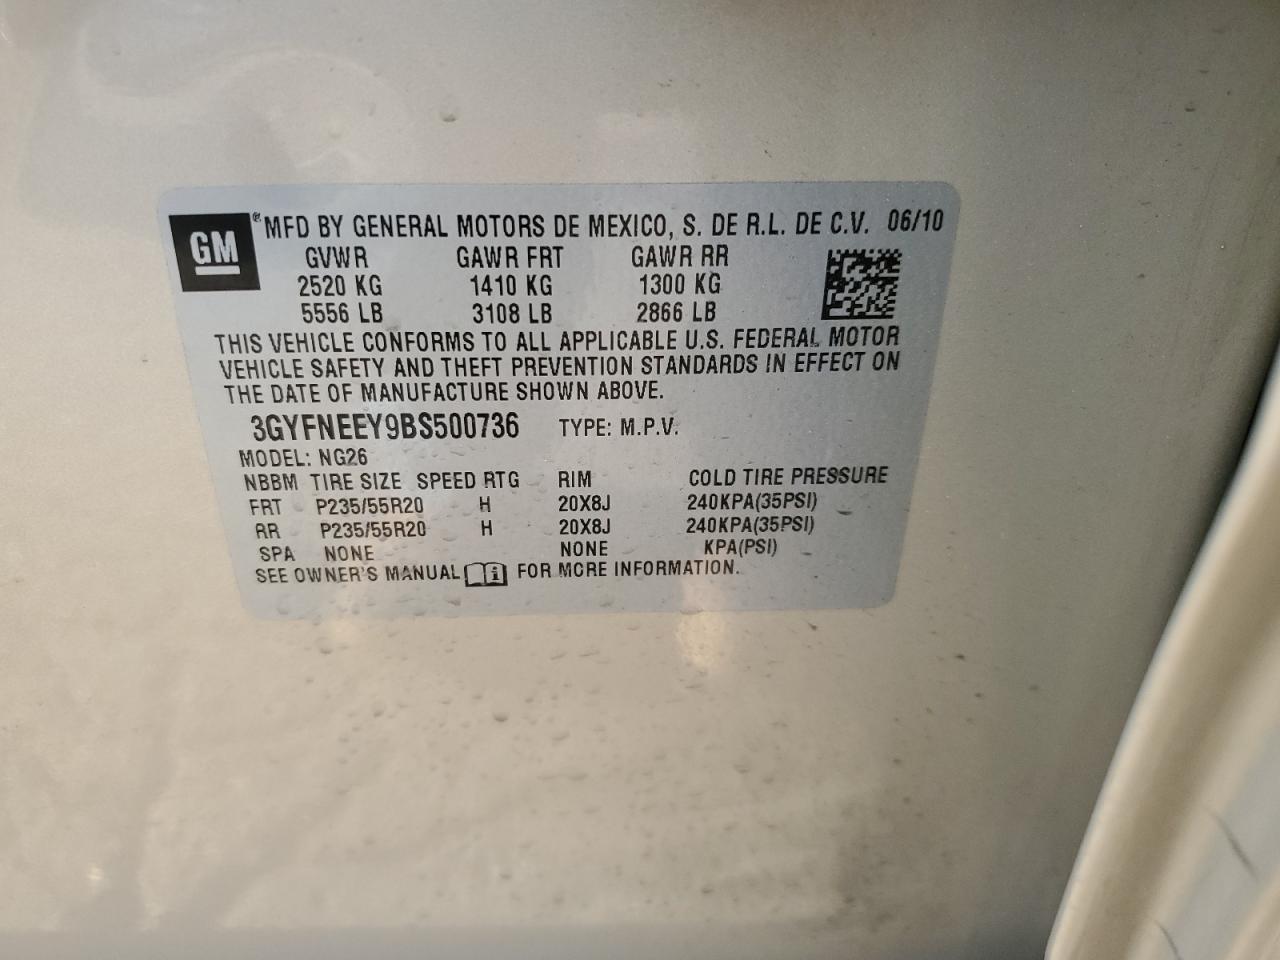 GM ® MFD BY GENERAL MOTORS DE MEXICO, S. DE R.L. DE C.V. 06/10
GVWR GAWR FRT GAWR RR
2520 KG 1410 KG 1300 KG
5556 LB 3108 LB 2866 LB
THIS VEHICLE CONFORMS TO ALL APPLICABLE U.S. FEDERAL MOTOR
VEHICLE SAFETY AND THEFT PREVENTION STANDARDS IN EFFECT ON
THE DATE OF MANUFACTURE SHOWN ABOVE.
3GYFNEEY9BS500736 TYPE: M.P.V.
MODEL: NG26
NBBM TIRE SIZE SPEED RTG RIM COLD TIRE PRESSURE
FRT P235/55R20 H 20X8J 240KPA(35PSI)
RR P235/55R20 H 20X8J 240KPA(35PSI)
SPA NONE NONE KPA(PSI)
SEE OWNER'S MANUAL i FOR MORE INFORMATION.